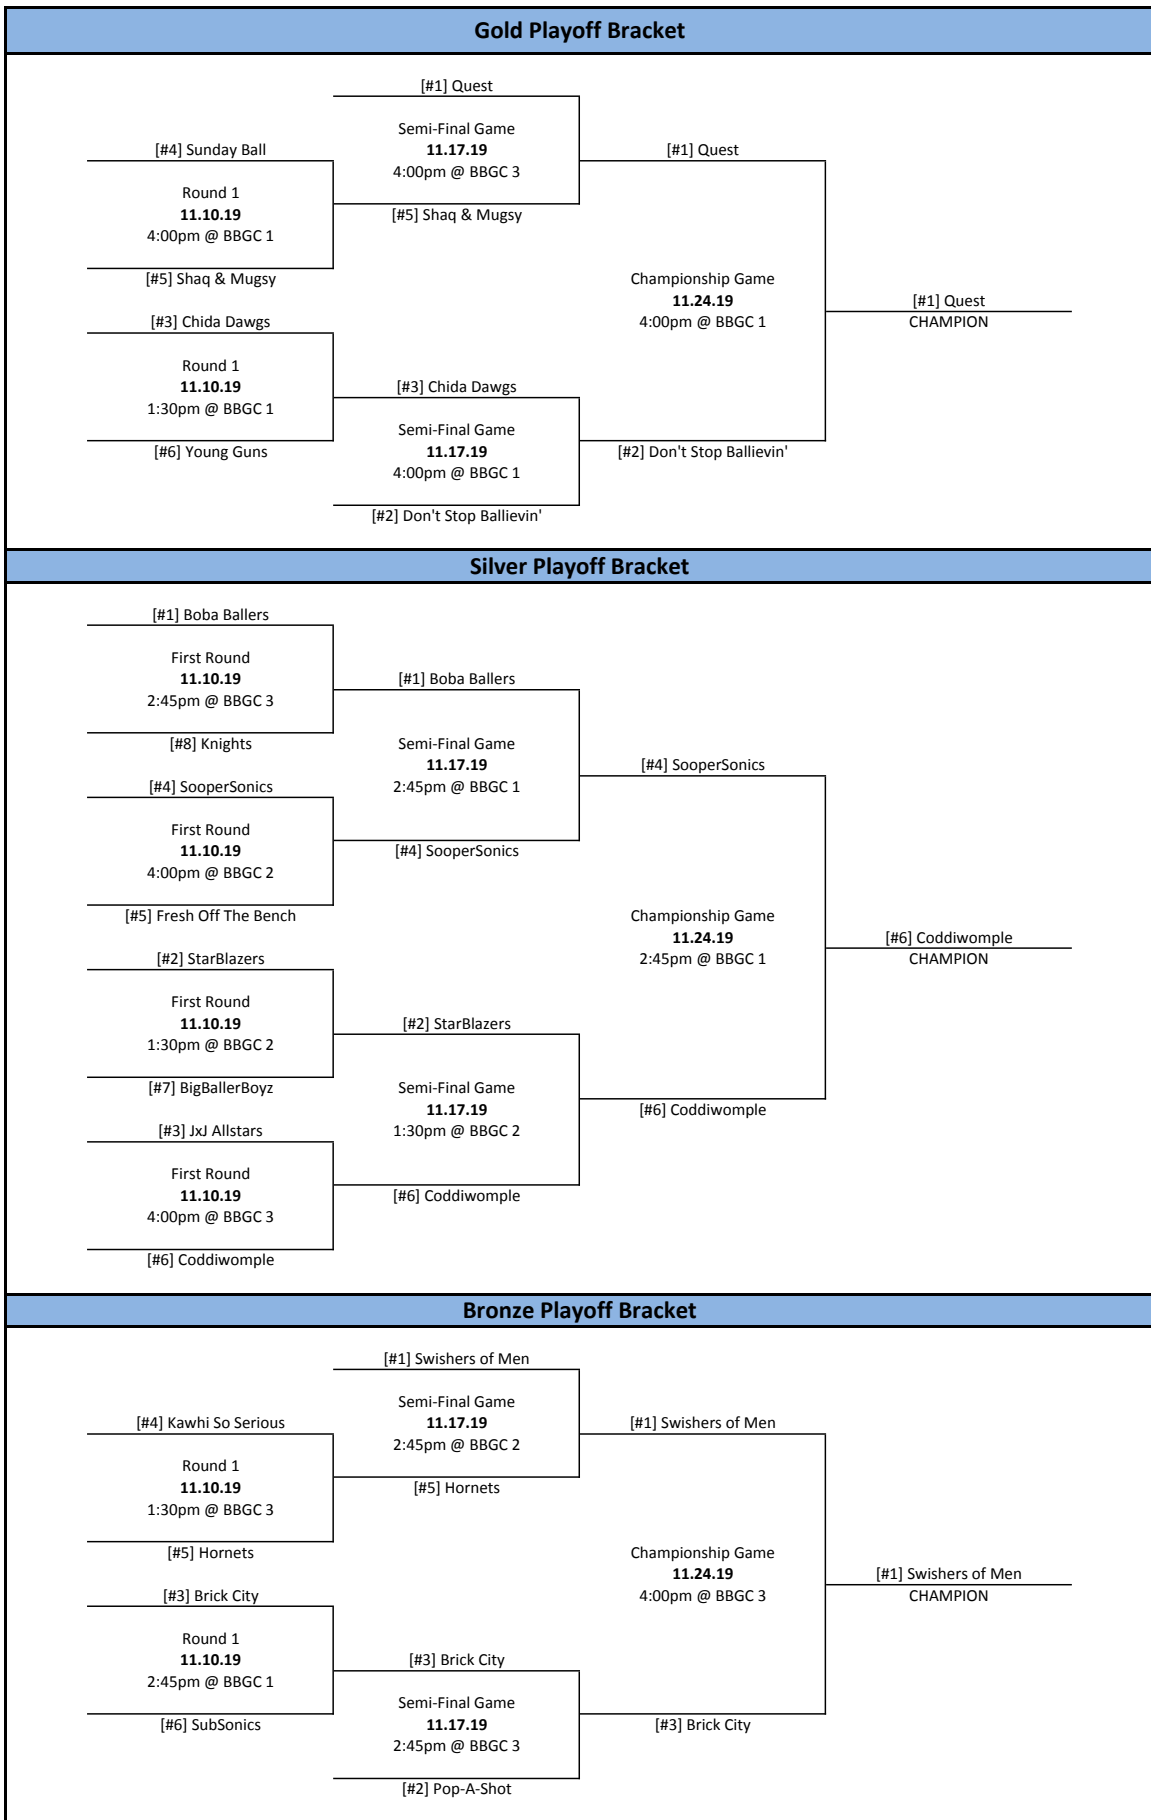 Gold Playoff Bracket
[#1] Quest
Semi-Final Game
11.17.19
4:00pm @ BBGC 3
[#4] Sunday Ball
[#1] Quest
Round 1
11.10.19
4:00pm @ BBGC 1
[#5] Shaq & Mugsy
[#5] Shaq & Mugsy
Championship Game
11.24.19
4:00pm @ BBGC 1
[#1] Quest
CHAMPION
[#3] Chida Dawgs
Round 1
11.10.19
1:30pm @ BBGC 1
[#3] Chida Dawgs
[#6] Young Guns
Semi-Final Game
11.17.19
4:00pm @ BBGC 1
[#2] Don't Stop Ballievin'
[#2] Don't Stop Ballievin'
Silver Playoff Bracket
[#1] Boba Ballers
First Round
11.10.19
2:45pm @ BBGC 3
[#1] Boba Ballers
[#8] Knights
Semi-Final Game
11.17.19
2:45pm @ BBGC 1
[#4] SooperSonics
[#4] SooperSonics
First Round
11.10.19
4:00pm @ BBGC 2
[#4] SooperSonics
[#5] Fresh Off The Bench
Championship Game
11.24.19
2:45pm @ BBGC 1
[#6] Coddiwomple
CHAMPION
[#2] StarBlazers
First Round
11.10.19
1:30pm @ BBGC 2
[#2] StarBlazers
[#7] BigBallerBoyz
Semi-Final Game
11.17.19
1:30pm @ BBGC 2
[#6] Coddiwomple
[#3] JxJ Allstars
First Round
11.10.19
4:00pm @ BBGC 3
[#6] Coddiwomple
[#6] Coddiwomple
Bronze Playoff Bracket
[#1] Swishers of Men
Semi-Final Game
11.17.19
2:45pm @ BBGC 2
[#4] Kawhi So Serious
[#1] Swishers of Men
Round 1
11.10.19
1:30pm @ BBGC 3
[#5] Hornets
[#5] Hornets
Championship Game
11.24.19
4:00pm @ BBGC 3
[#1] Swishers of Men
CHAMPION
[#3] Brick City
Round 1
11.10.19
2:45pm @ BBGC 1
[#3] Brick City
[#6] SubSonics
Semi-Final Game
11.17.19
2:45pm @ BBGC 3
[#3] Brick City
[#2] Pop-A-Shot